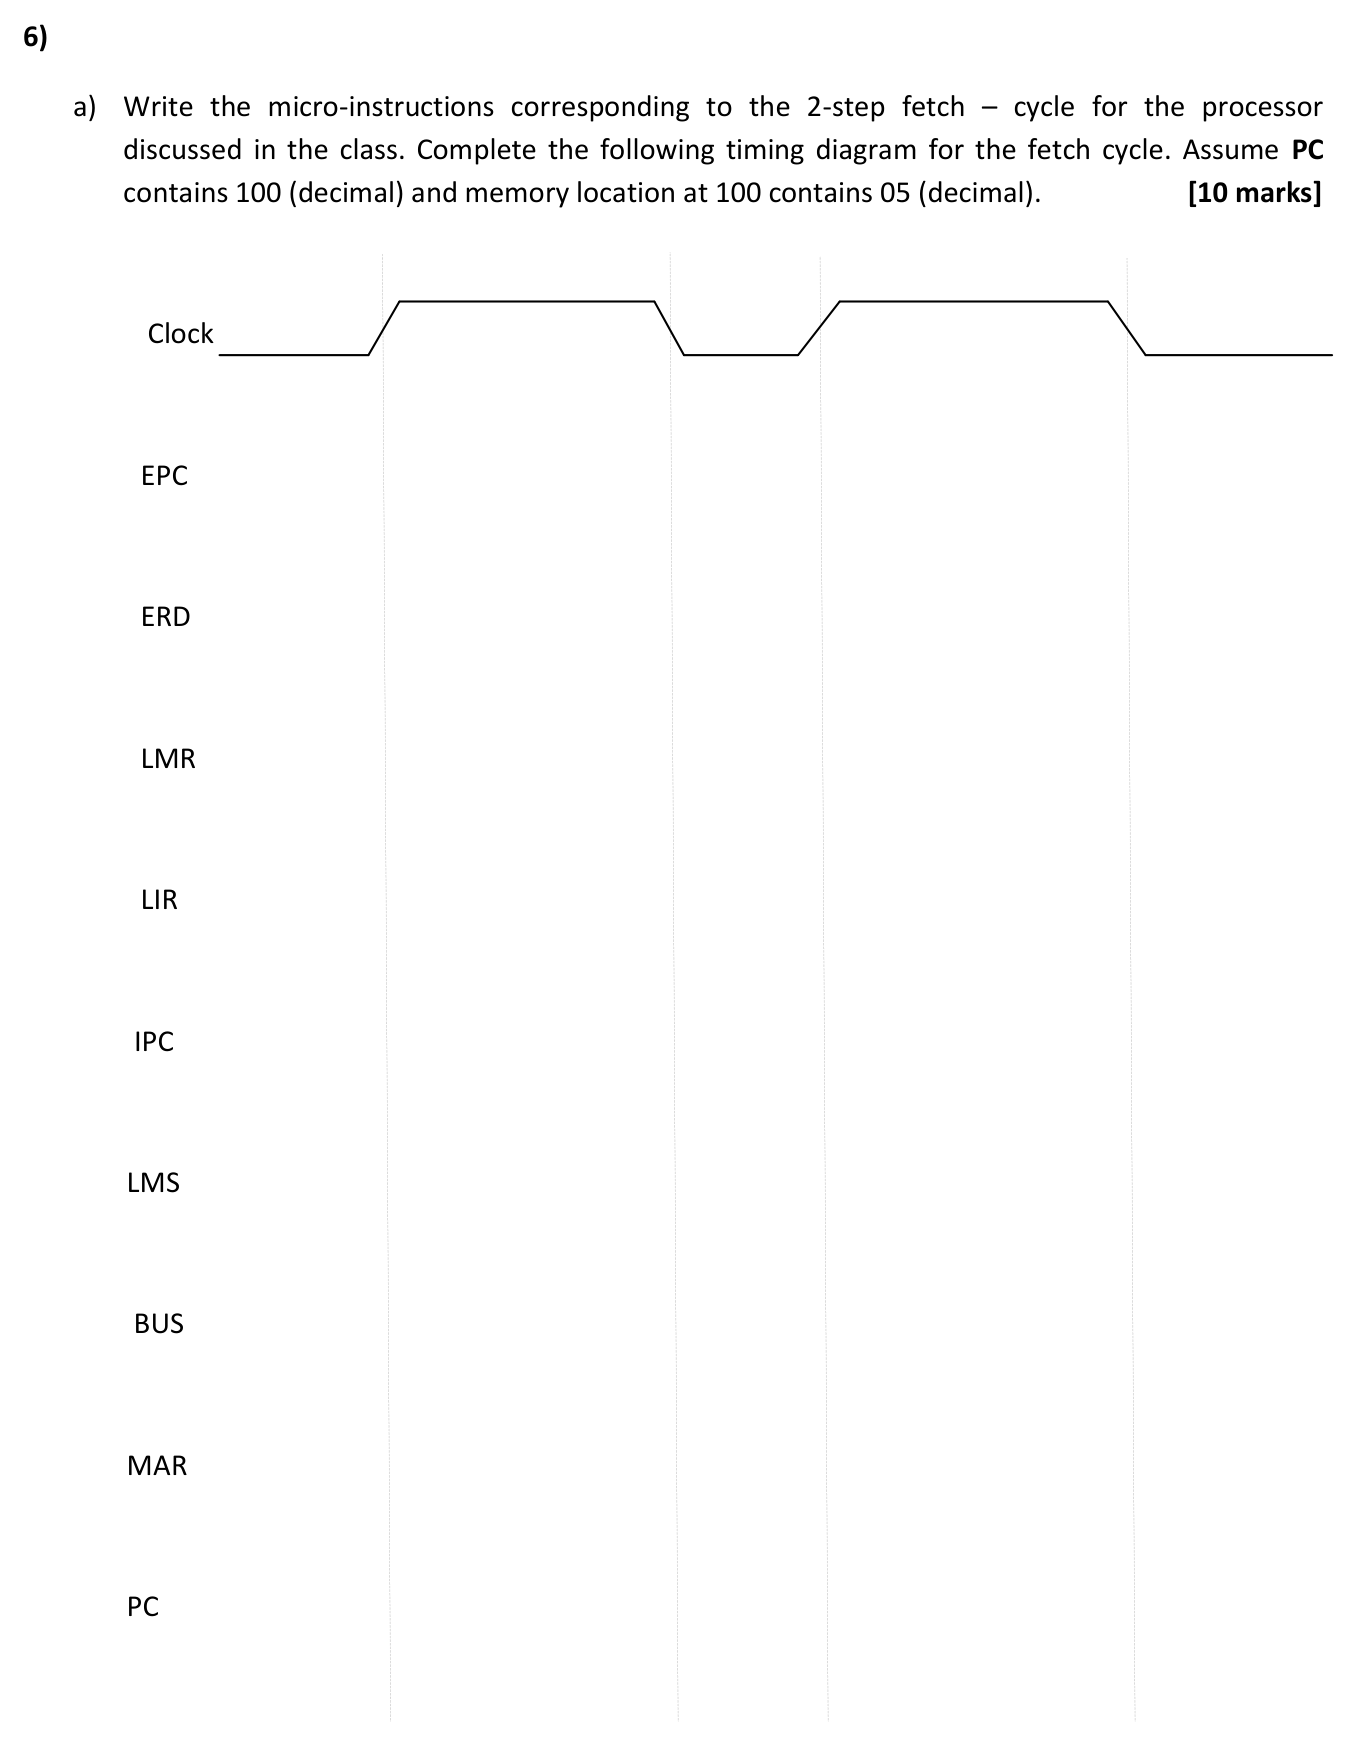 6)
a) Write the micro-instructions corresponding to the 2-step fetch – cycle for the processor
discussed in the class. Complete the following timing diagram for the fetch cycle. Assume PC
contains 100 (decimal) and memory location at 100 contains 05 (decimal). [10 marks]
Clock
EPC
ERD
LMR
LIR
IPC
LMS
BUS
MAR
PC